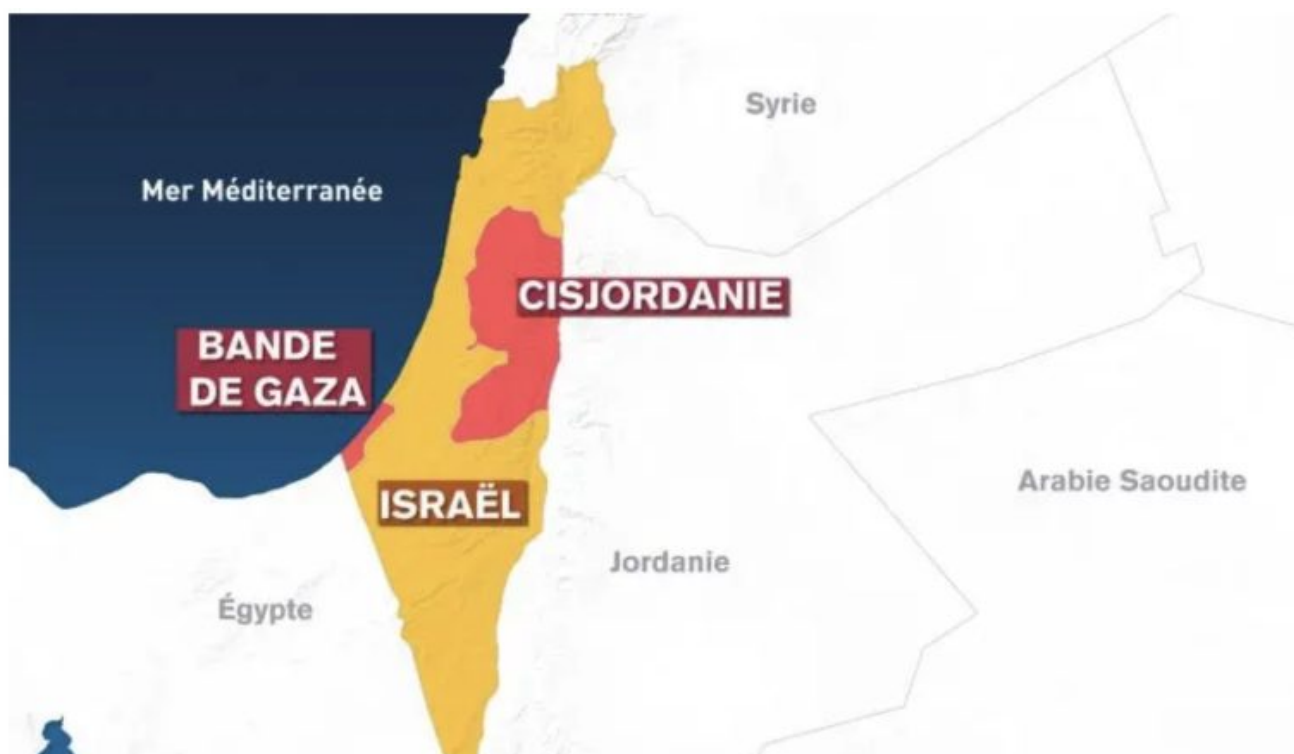 Syrie
Mer Méditerranée
CISJORDANIE
BANDE
DE GAZA
Arabie Saoudite
ISRAËL
Jordanie
Égypte